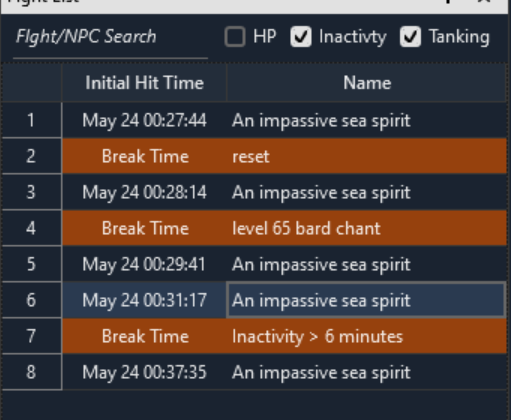 FIght/NPC Search HP Inactivty Tanking
Initial Hit Time Name
1 May 24 00:27:44 An impassive sea spirit
2 Break Time reset
3 May 24 00:28:14 An impassive sea spirit
4 Break Time level 65 bard chant
5 May 24 00:29:41 An impassive sea spirit
6 May 24 00:31:17 An impassive sea spirit
7 Break Time Inactivity > 6 minutes
8 May 24 00:37:35 An impassive sea spirit